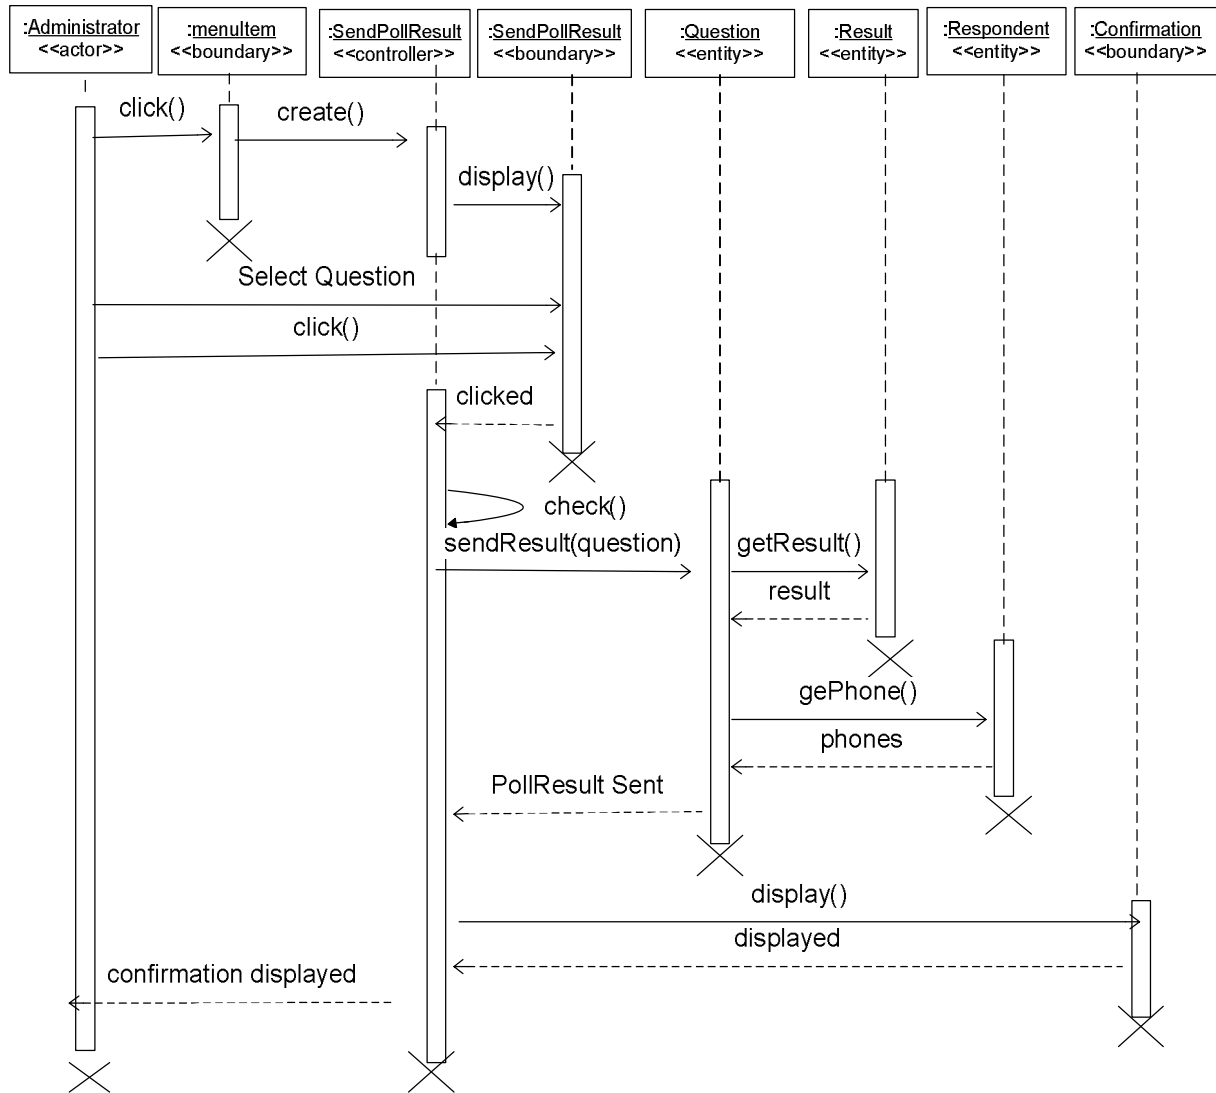 :Administrator
<<actor>>
:menuItem
<<boundary>>
:SendPollResult
<<controller>>
:SendPollResult
<<boundary>>
:Question
<<entity>>
:Result
<<entity>>
:Respondent
<<entity>>
:Confirmation
<<boundary>>
click()
create()
display()
Select Question
click()
clicked
check()
sendResult(question)
getResult()
result
gePhone()
phones
PollResult Sent
display()
displayed
confirmation displayed